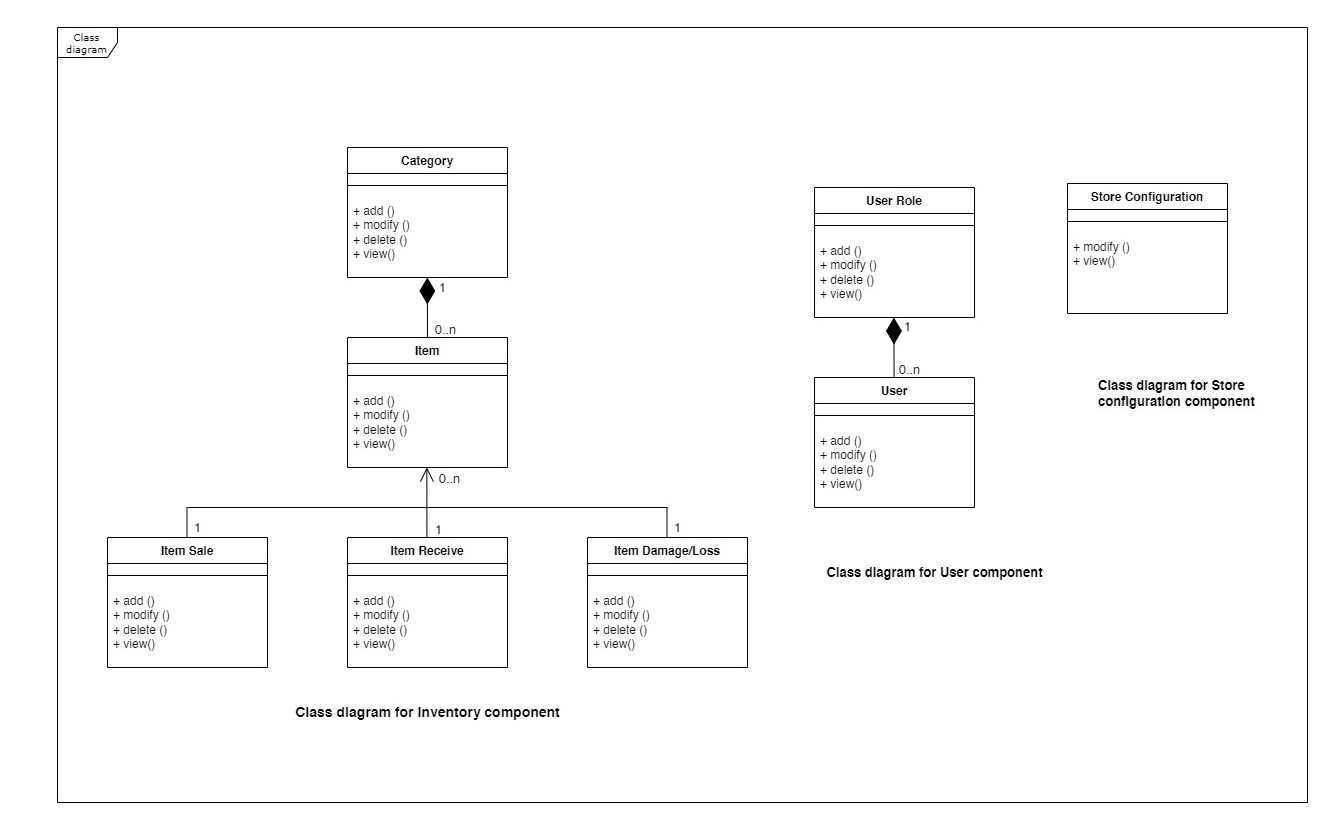 Class
diagram
Category
+ add ()
+ modify ()
+ delete ()
+ view()
1
0..n
Item
+ add ()
+ modify ()
+ delete ()
+ view()
0..n
1
1
1
Item Sale
+ add ()
+ modify ()
+ delete ()
+ view()
Item Receive
+ add ()
+ modify ()
+ delete ()
+ view()
Item Damage/Loss
+ add ()
+ modify ()
+ delete ()
+ view()
Class diagram for Inventory component
User Role
+ add ()
+ modify ()
+ delete ()
+ view()
1
0..n
User
+ add ()
+ modify ()
+ delete ()
+ view()
Class diagram for User component
Store Configuration
+ modify ()
+ view()
Class diagram for Store
configuration component